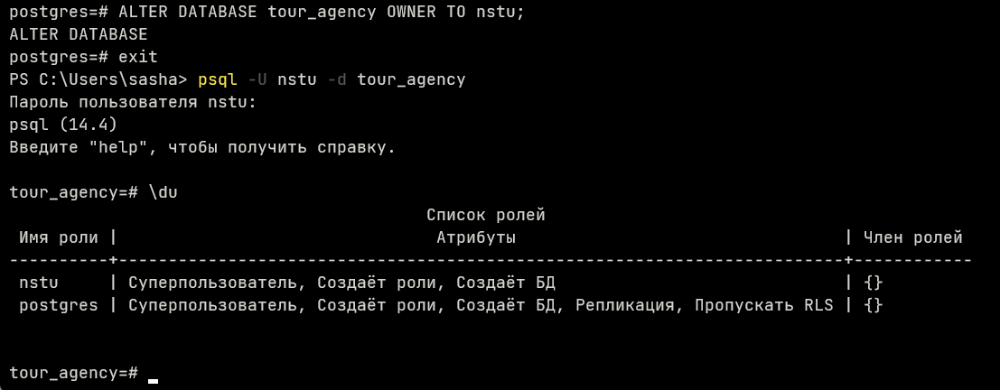 postgres=# ALTER DATABASE tour_agency OWNER TO nstu;
ALTER DATABASE
postgres=# exit
PS C:\Users\sasha> psql -U nstu -d tour_agency
Пароль пользователя nstu:
psql (14.4)
Введите "help", чтобы получить справку.
tour_agency=# \du
Список ролей
Имя роли | Атрибуты | Член ролей
----------+------------------------------------------------------------------------+------------
nstu | Суперпользователь, Создаёт роли, Создаёт БД | {}
postgres | Суперпользователь, Создаёт роли, Создаёт БД, Репликация, Пропускать RLS | {}
tour_agency=#